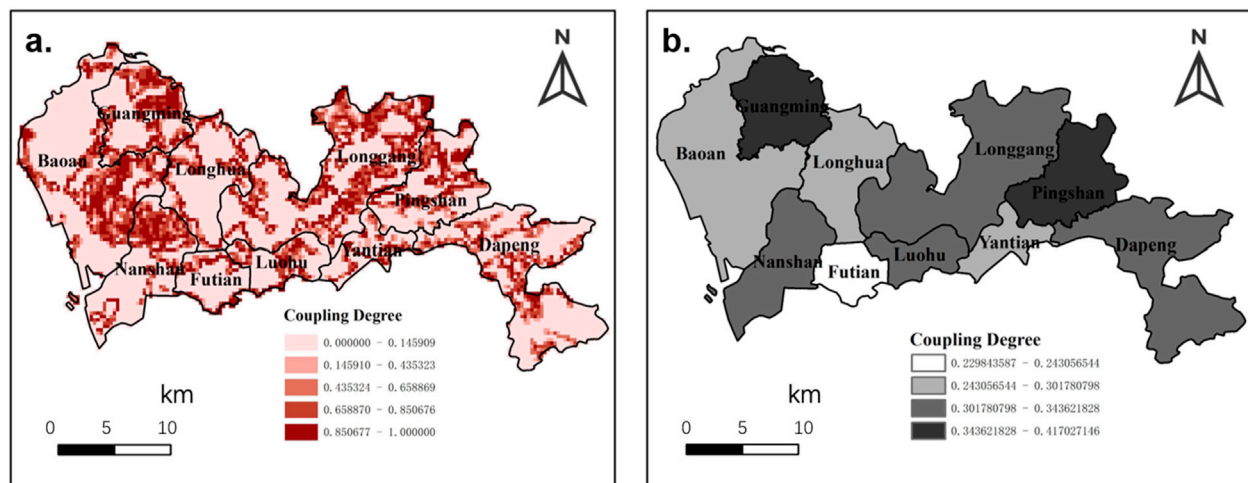 a.
N
Guangming
Baoan
Longhua
Longgang
Pingshan
Dapeng
Yantian
Luohu
Nanshan
Futian
Coupling Degree
0.000000 - 0.145909
0.145910 - 0.435323
0.435324 - 0.658869
0.658870 - 0.850676
0.850677 - 1.000000
km
0 5 10
b.
N
Guangming
Baoan
Longhua
Longgang
Pingshan
Dapeng
Yantian
Luohu
Nanshan
Futian
Coupling Degree
0.229843587 - 0.243056544
0.243056544 - 0.301780798
0.301780798 - 0.343621828
0.343621828 - 0.417027146
km
0 5 10